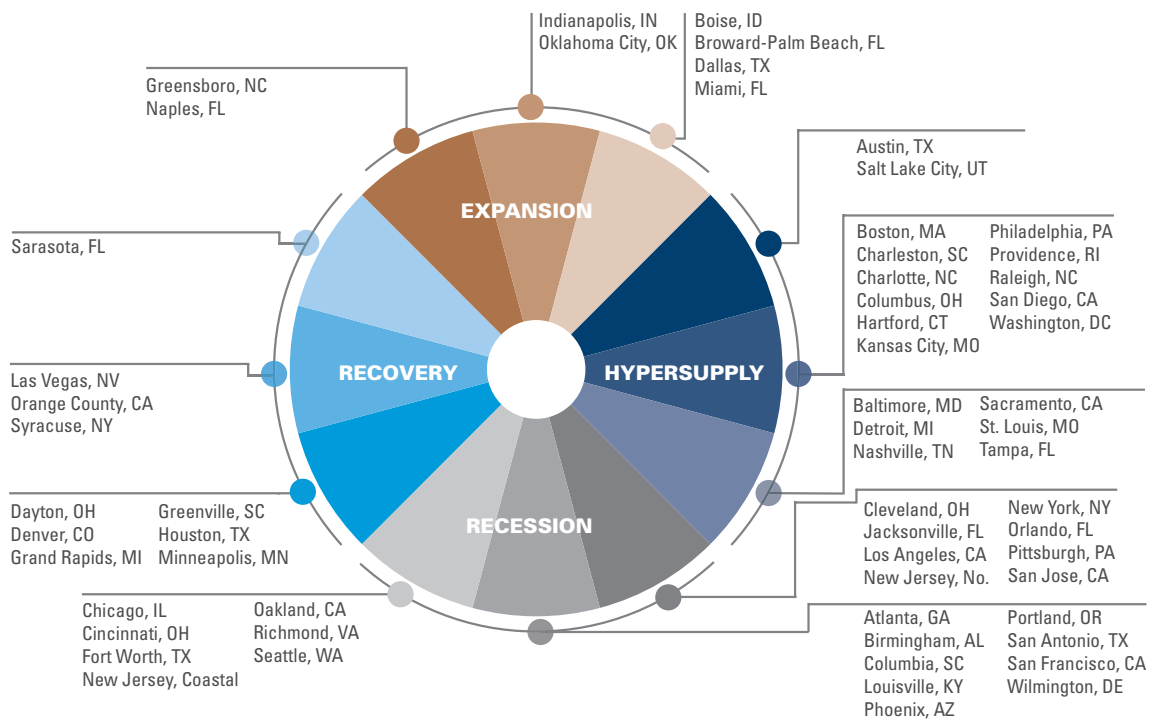 Indianapolis, IN
Oklahoma City, OK
Boise, ID
Broward-Palm Beach, FL
Dallas, TX
Miami, FL
Greensboro, NC
Naples, FL
Austin, TX
Salt Lake City, UT
EXPANSION
Sarasota, FL
Boston, MA
Charleston, SC
Charlotte, NC
Columbus, OH
Hartford, CT
Kansas City, MO
Philadelphia, PA
Providence, RI
Raleigh, NC
San Diego, CA
Washington, DC
RECOVERY
HYPERSUPPLY
Las Vegas, NV
Orange County, CA
Syracuse, NY
Baltimore, MD
Detroit, MI
Nashville, TN
Sacramento, CA
St. Louis, MO
Tampa, FL
Dayton, OH
Denver, CO
Grand Rapids, MI
Greenville, SC
Houston, TX
Minneapolis, MN
RECESSION
Cleveland, OH
Jacksonville, FL
Los Angeles, CA
New Jersey, No.
New York, NY
Orlando, FL
Pittsburgh, PA
San Jose, CA
Chicago, IL
Cincinnati, OH
Fort Worth, TX
New Jersey, Coastal
Oakland, CA
Richmond, VA
Seattle, WA
Atlanta, GA
Birmingham, AL
Columbia, SC
Louisville, KY
Phoenix, AZ
Portland, OR
San Antonio, TX
San Francisco, CA
Wilmington, DE